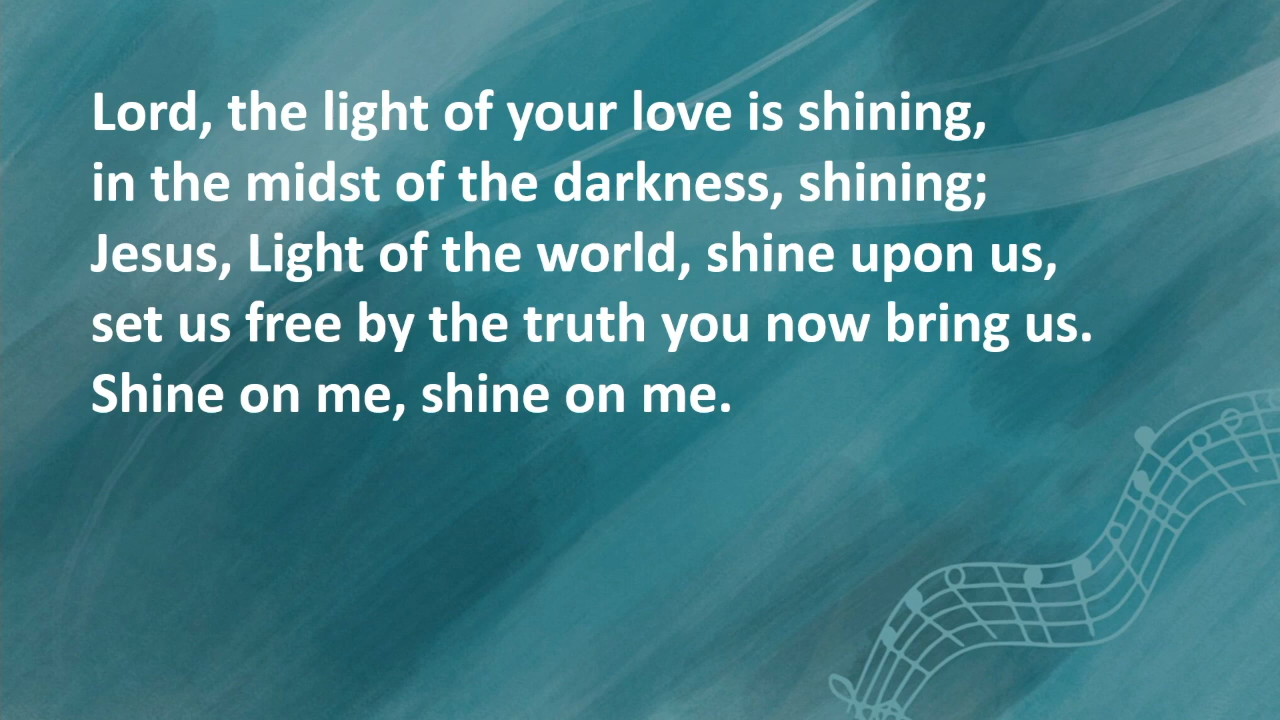 Lord, the light of your love is shining,
in the midst of the darkness, shining;
Jesus, Light of the world, shine upon us,
set us free by the truth you now bring us.
Shine on me, shine on me.